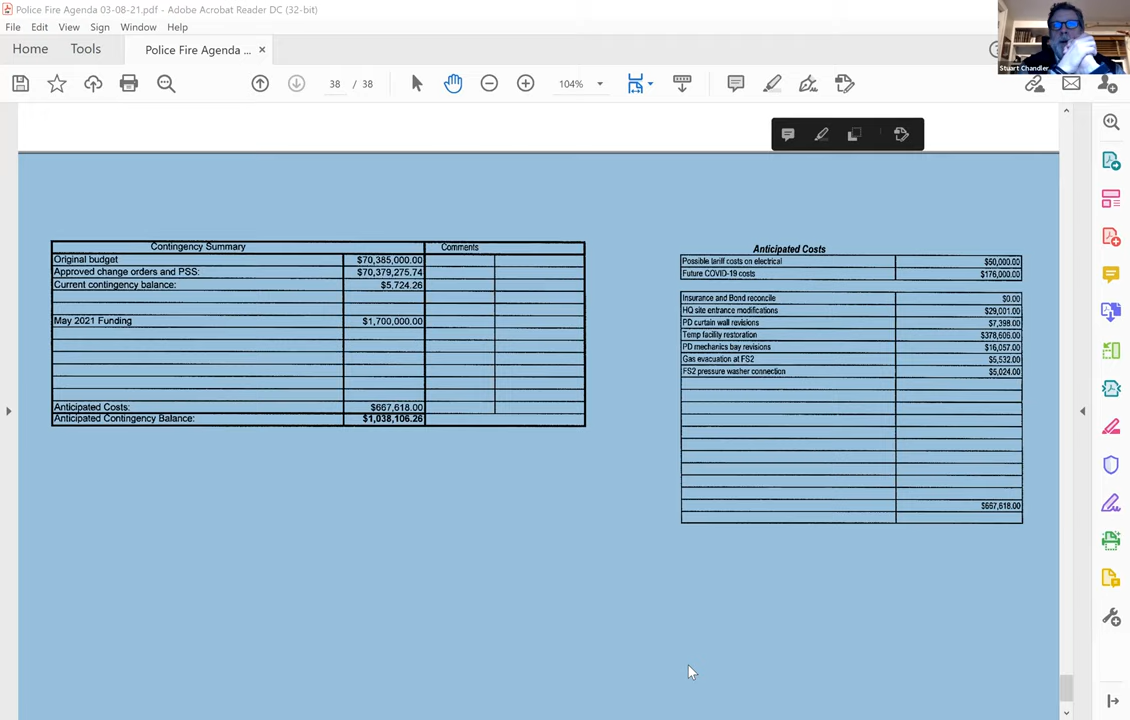 Police Fire Agenda 03-08-21.pdf - Adobe Acrobat Reader DC (32-bit)
File Edit View Sign Window Help
Home Tools Police Fire Agenda ... ×
38 / 38 104%
Stuart Chandler
Contingency Summary Comments
Original budget $70,385,000.00
Approved change orders and PSS: $70,379,275.74
Current contingency balance: $5,724.26
May 2021 Funding $1,700,000.00
Anticipated Costs: $667,618.00
Anticipated Contingency Balance: $1,038,106.26
Anticipated Costs
Possible tariff costs on electrical $50,000.00
Future COVID-19 costs $176,000.00
Insurance and Bond reconcile $0.00
HQ site entrance modifications $29,001.00
PD curtain wall revisions $7,398.00
Temp facility restoration $378,606.00
PD mechanics bay revisions $16,057.00
Gas evacuation at FS2 $5,532.00
FS2 pressure washer connection $5,024.00
$667,618.00